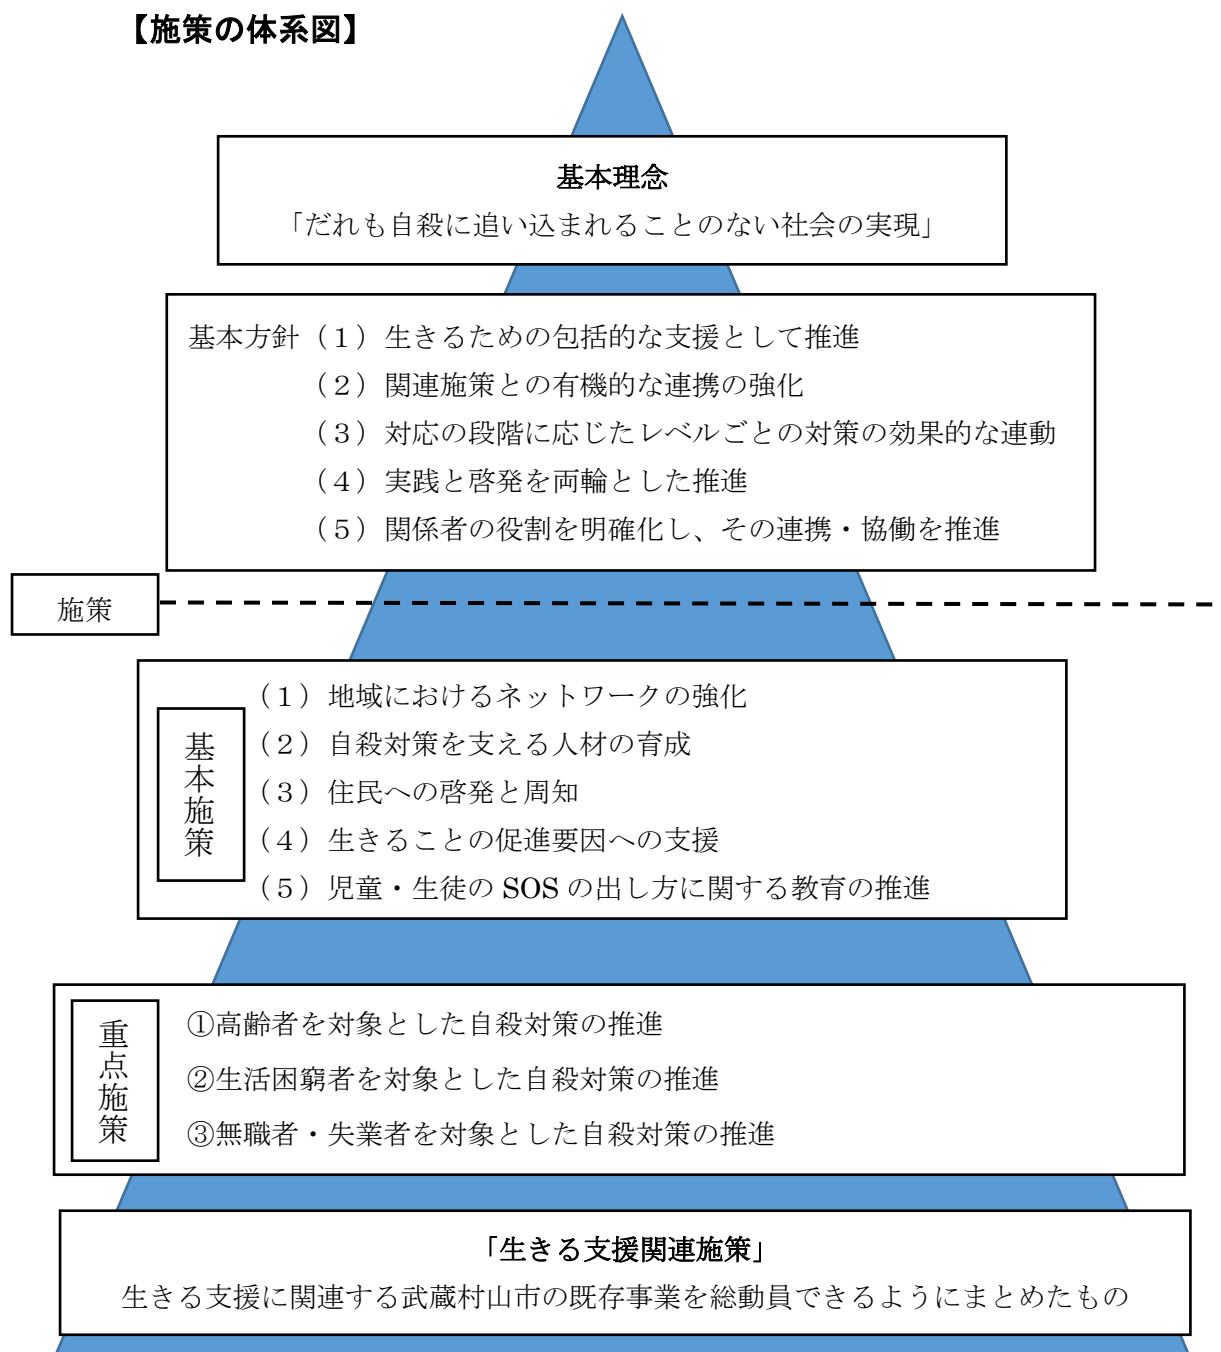 【施策の体系図】
基本理念
「だれも自殺に追い込まれることのない社会の実現」
基本方針（１）生きるための包括的な支援として推進
（２）関連施策との有機的な連携の強化
（３）対応の段階に応じたレベルごとの対策の効果的な連動
（４）実践と啓発を両輪とした推進
（５）関係者の役割を明確化し、その連携・協働を推進
施策
基本施策
（１）地域におけるネットワークの強化
（２）自殺対策を支える人材の育成
（３）住民への啓発と周知
（４）生きることの促進要因への支援
（５）児童・生徒の SOS の出し方に関する教育の推進
重点施策
①高齢者を対象とした自殺対策の推進
②生活困窮者を対象とした自殺対策の推進
③無職者・失業者を対象とした自殺対策の推進
「生きる支援関連施策」
生きる支援に関連する武蔵村山市の既存事業を総動員できるようにまとめたもの